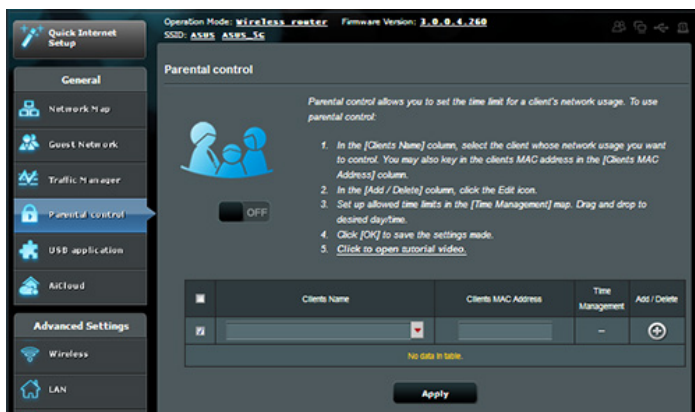 Quick Internet
Setup
Operation Mode: Wireless router Firmware Version: 3.0.0.4.260
SSID: ASUS ASUS_5G
General
Network Map
Guest Network
Traffic Manager
Parental control
USB application
AiCloud
Advanced Settings
Wireless
LAN
Parental control
Parental control allows you to set the time limit for a client's network usage. To use
parental control:
1. In the [Clients Name] column, select the client whose network usage you want
to control. You may also key in the clients MAC address in the [Clients MAC
Address] column.
2. In the [Add / Delete] column, click the Edit icon.
3. Set up allowed time limits in the [Time Management] map. Drag and drop to
desired day/time.
4. Click [OK] to save the settings made.
5. Click to open tutorial video.
OFF
Clients Name Clients MAC Address Time Management Add / Delete
–
No data in table.
Apply